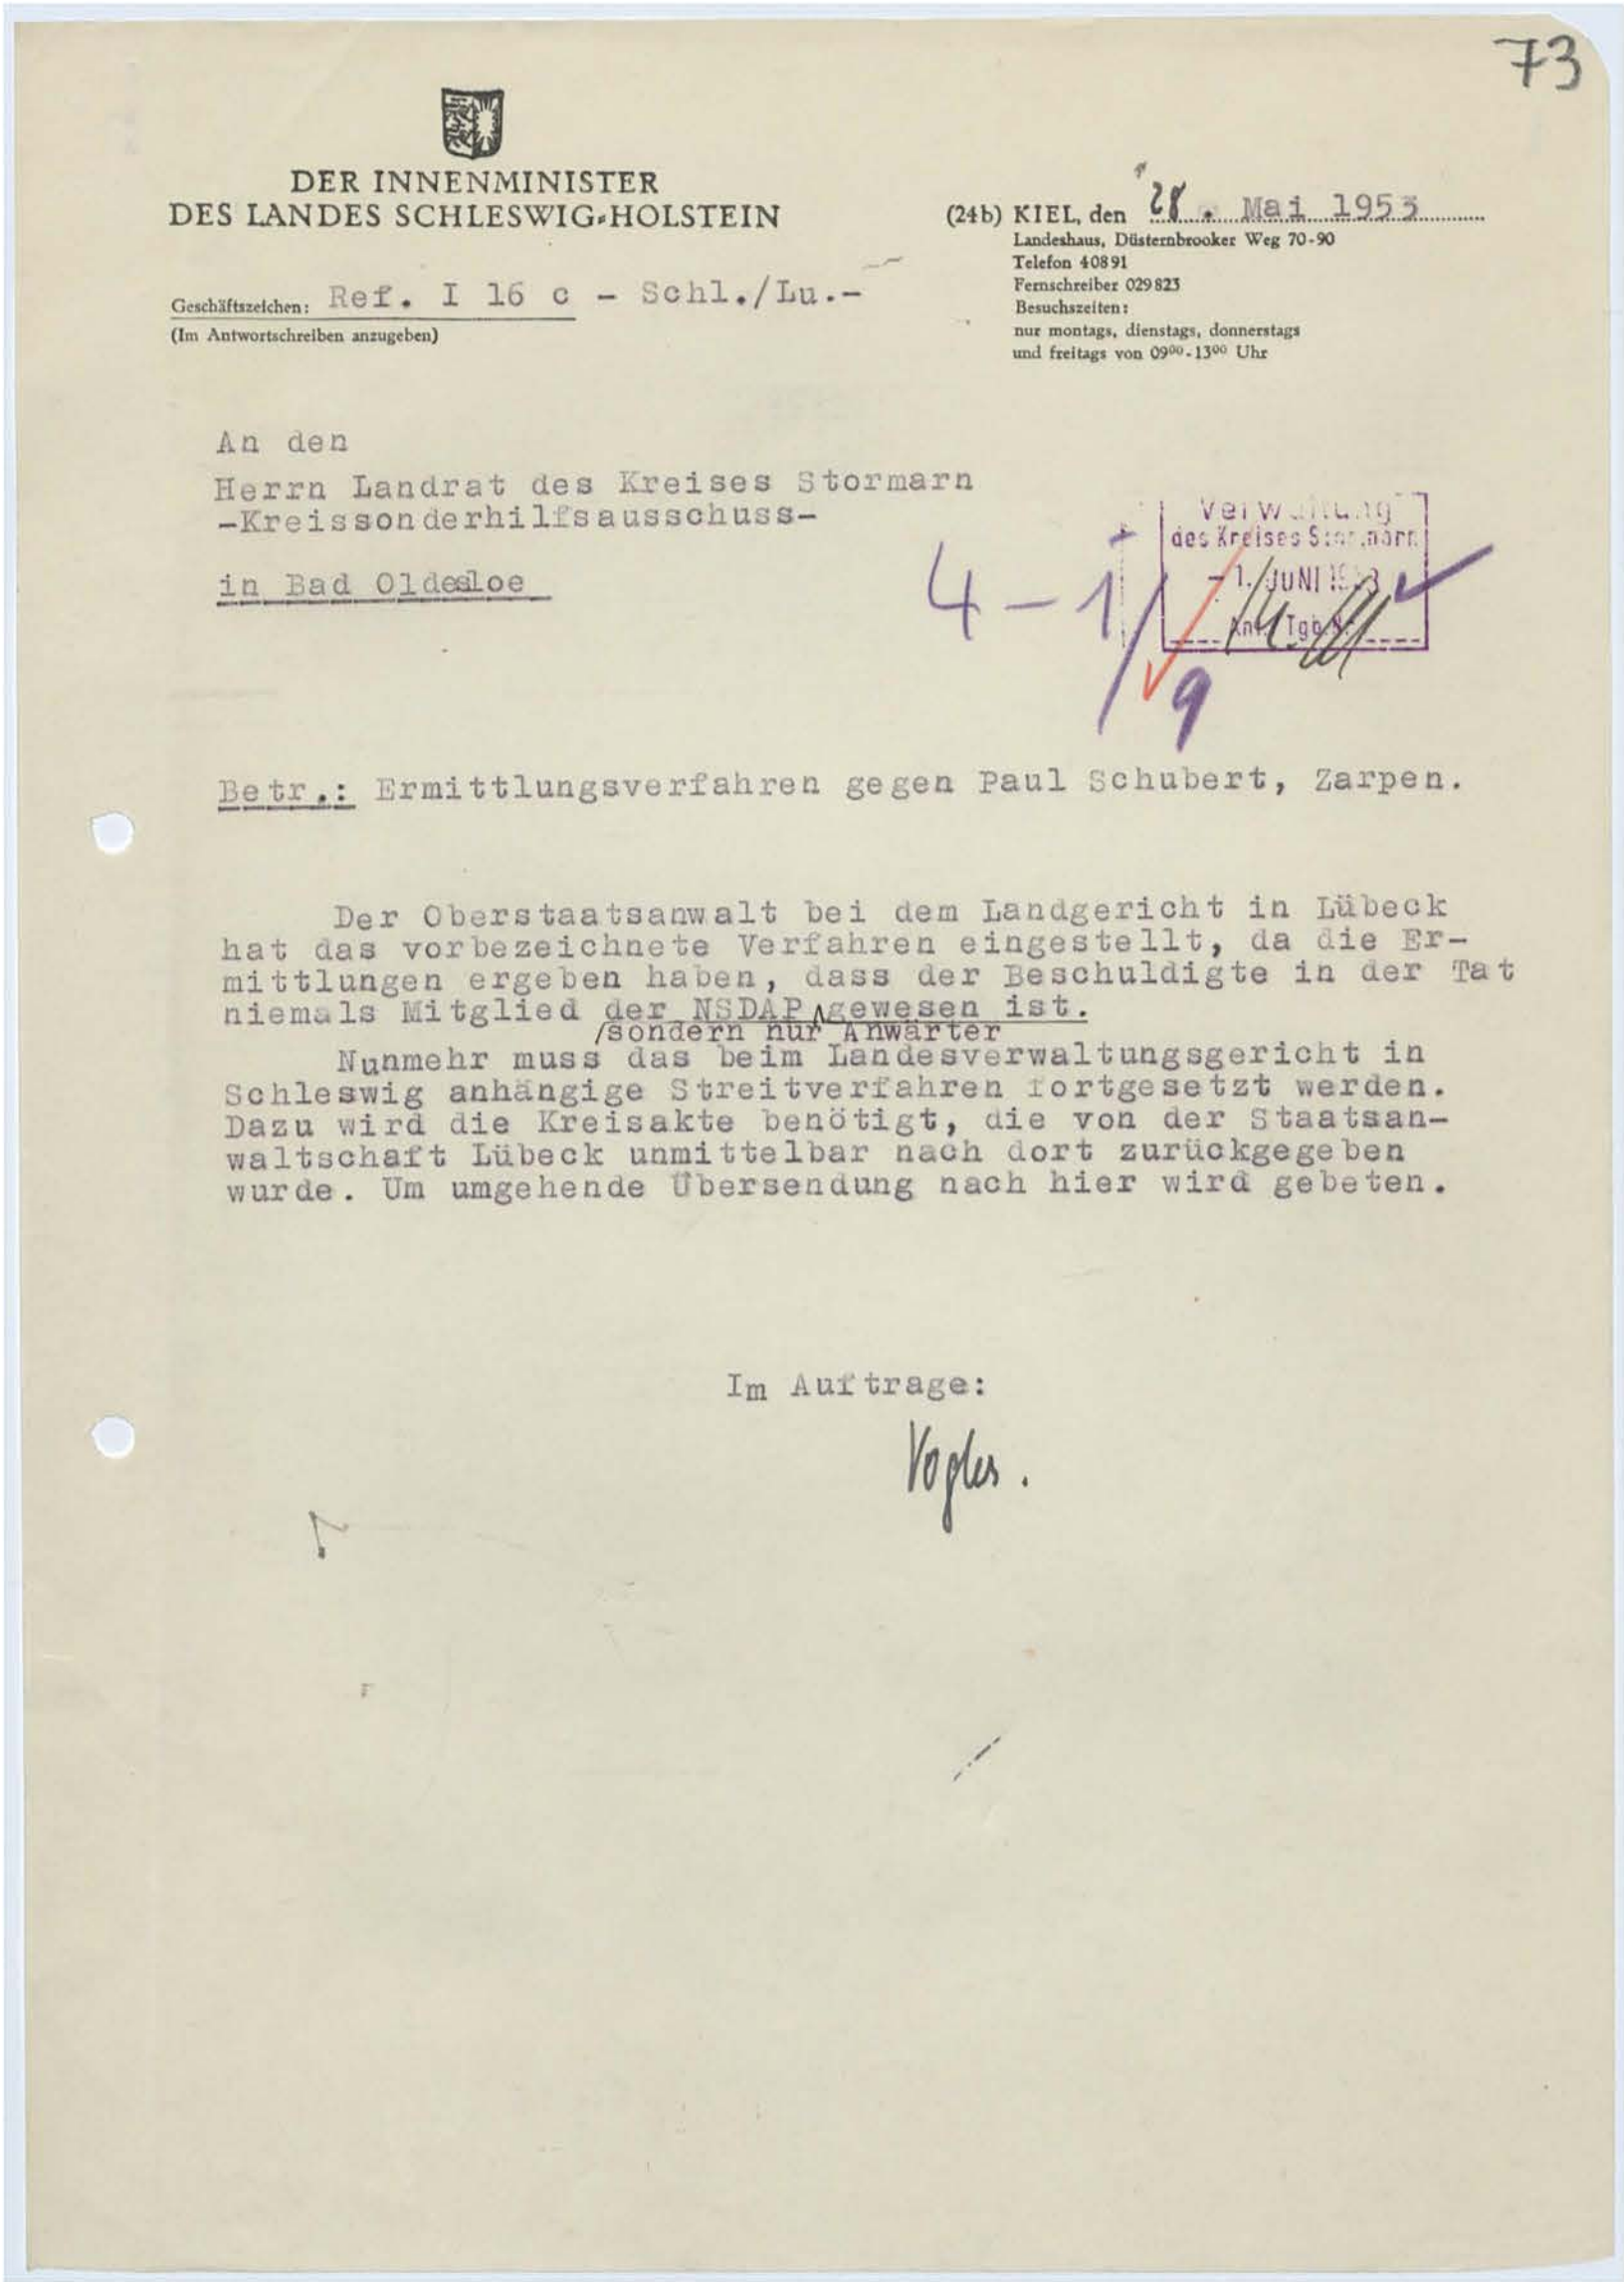 73
DER INNENMINISTER
DES LANDES SCHLESWIG-HOLSTEIN
(24b) KIEL, den 28. Mai 1953
Landeshaus, Düsternbrooker Weg 70-90
Telefon 40891
Fernschreiber 029823
Besuchszeiten:
nur montags, dienstags, donnerstags
und freitags von 09⁰⁰-13⁰⁰ Uhr
Geschäftszeichen: Ref. I 16 c - Schl./Lu.-
(Im Antwortschreiben anzugeben)
An den
Herrn Landrat des Kreises Stormarn
-Kreissonderhilfsausschuss-
in Bad Oldesloe
Verwaltung
des Kreises Stormarn
- 1. JUNI 1953
4-1/9
Betr.: Ermittlungsverfahren gegen Paul Schubert, Zarpen.
Der Oberstaatsanwalt bei dem Landgericht in Lübeck
hat das vorbezeichnete Verfahren eingestellt, da die Er-
mittlungen ergeben haben, dass der Beschuldigte in der Tat
niemals Mitglied der NSDAP gewesen ist.
/sondern nur Anwärter
Nunmehr muss das beim Landesverwaltungsgericht in
Schleswig anhängige Streitverfahren fortgesetzt werden.
Dazu wird die Kreisakte benötigt, die von der Staatsan-
waltschaft Lübeck unmittelbar nach dort zurückgegeben
wurde. Um umgehende Übersendung nach hier wird gebeten.
Im Auftrage:
Vogler.